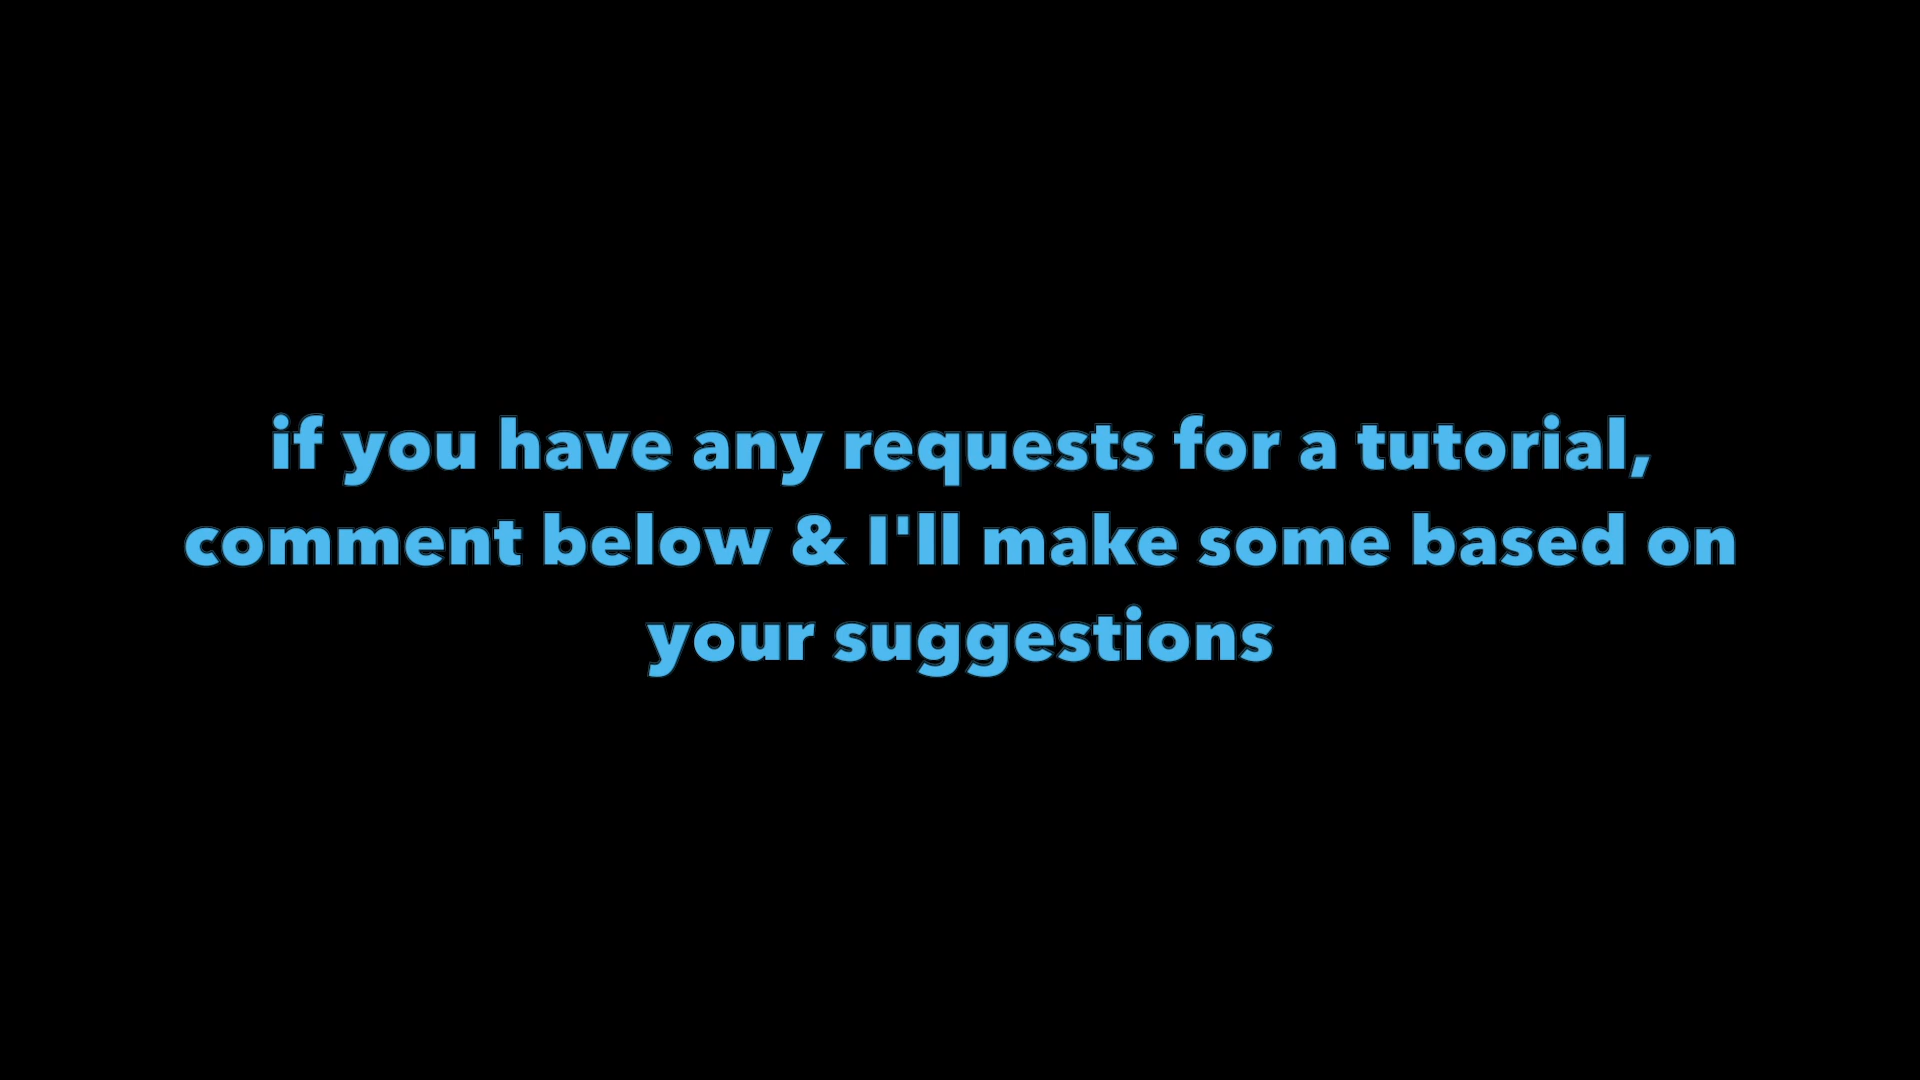 if you have any requests for a tutorial,
comment below & I'll make some based on
your suggestions